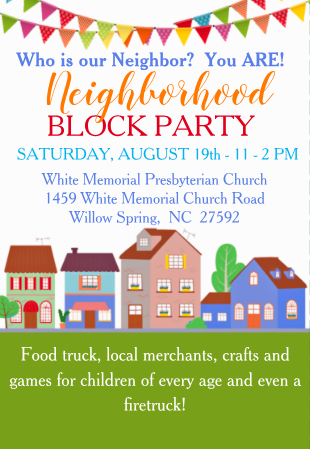 Who is our Neighbor?  You ARE!
Neighborhood
BLOCK PARTY
SATURDAY, AUGUST 19th - 11 - 2 PM
White Memorial Presbyterian Church
1459 White Memorial Church Road
Willow Spring,  NC  27592
Food truck, local merchants, crafts and
games for children of every age and even a
firetruck!